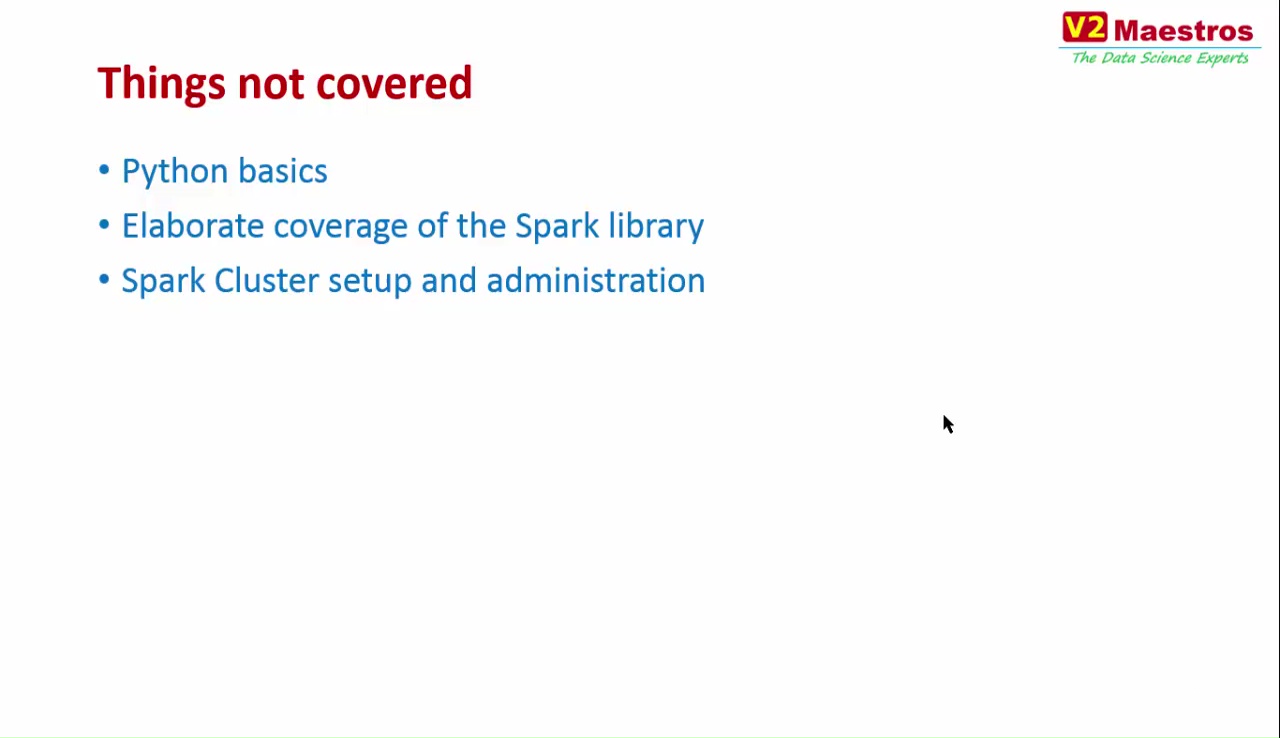 V2 Maestros
The Data Science Experts
Things not covered
• Python basics
• Elaborate coverage of the Spark library
• Spark Cluster setup and administration